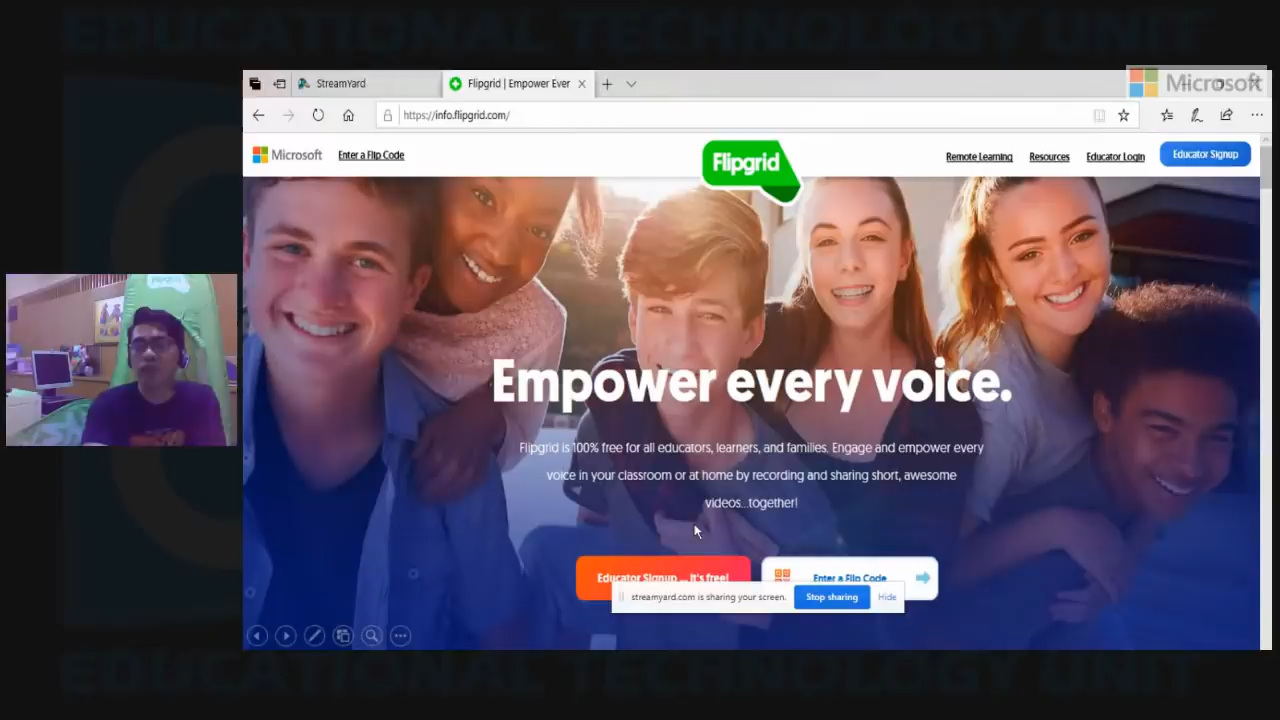 EDUCATIONAL TECHNOLOGY UNIT
StreamYard
Flipgrid | Empower Ever
Microsoft
https://info.flipgrid.com/
Microsoft
Enter a Flip Code
Flipgrid
Remote Learning
Resources
Educator Login
Educator Signup
Empower every voice.
Flipgrid is 100% free for all educators, learners, and families. Engage and empower every
voice in your classroom or at home by recording and sharing short, awesome
videos...together!
Educator Signup ... It's free!
Enter a Flip Code
streamyard.com is sharing your screen.
Stop sharing
Hide
EDUCATIONAL TECHNOLOGY UNIT